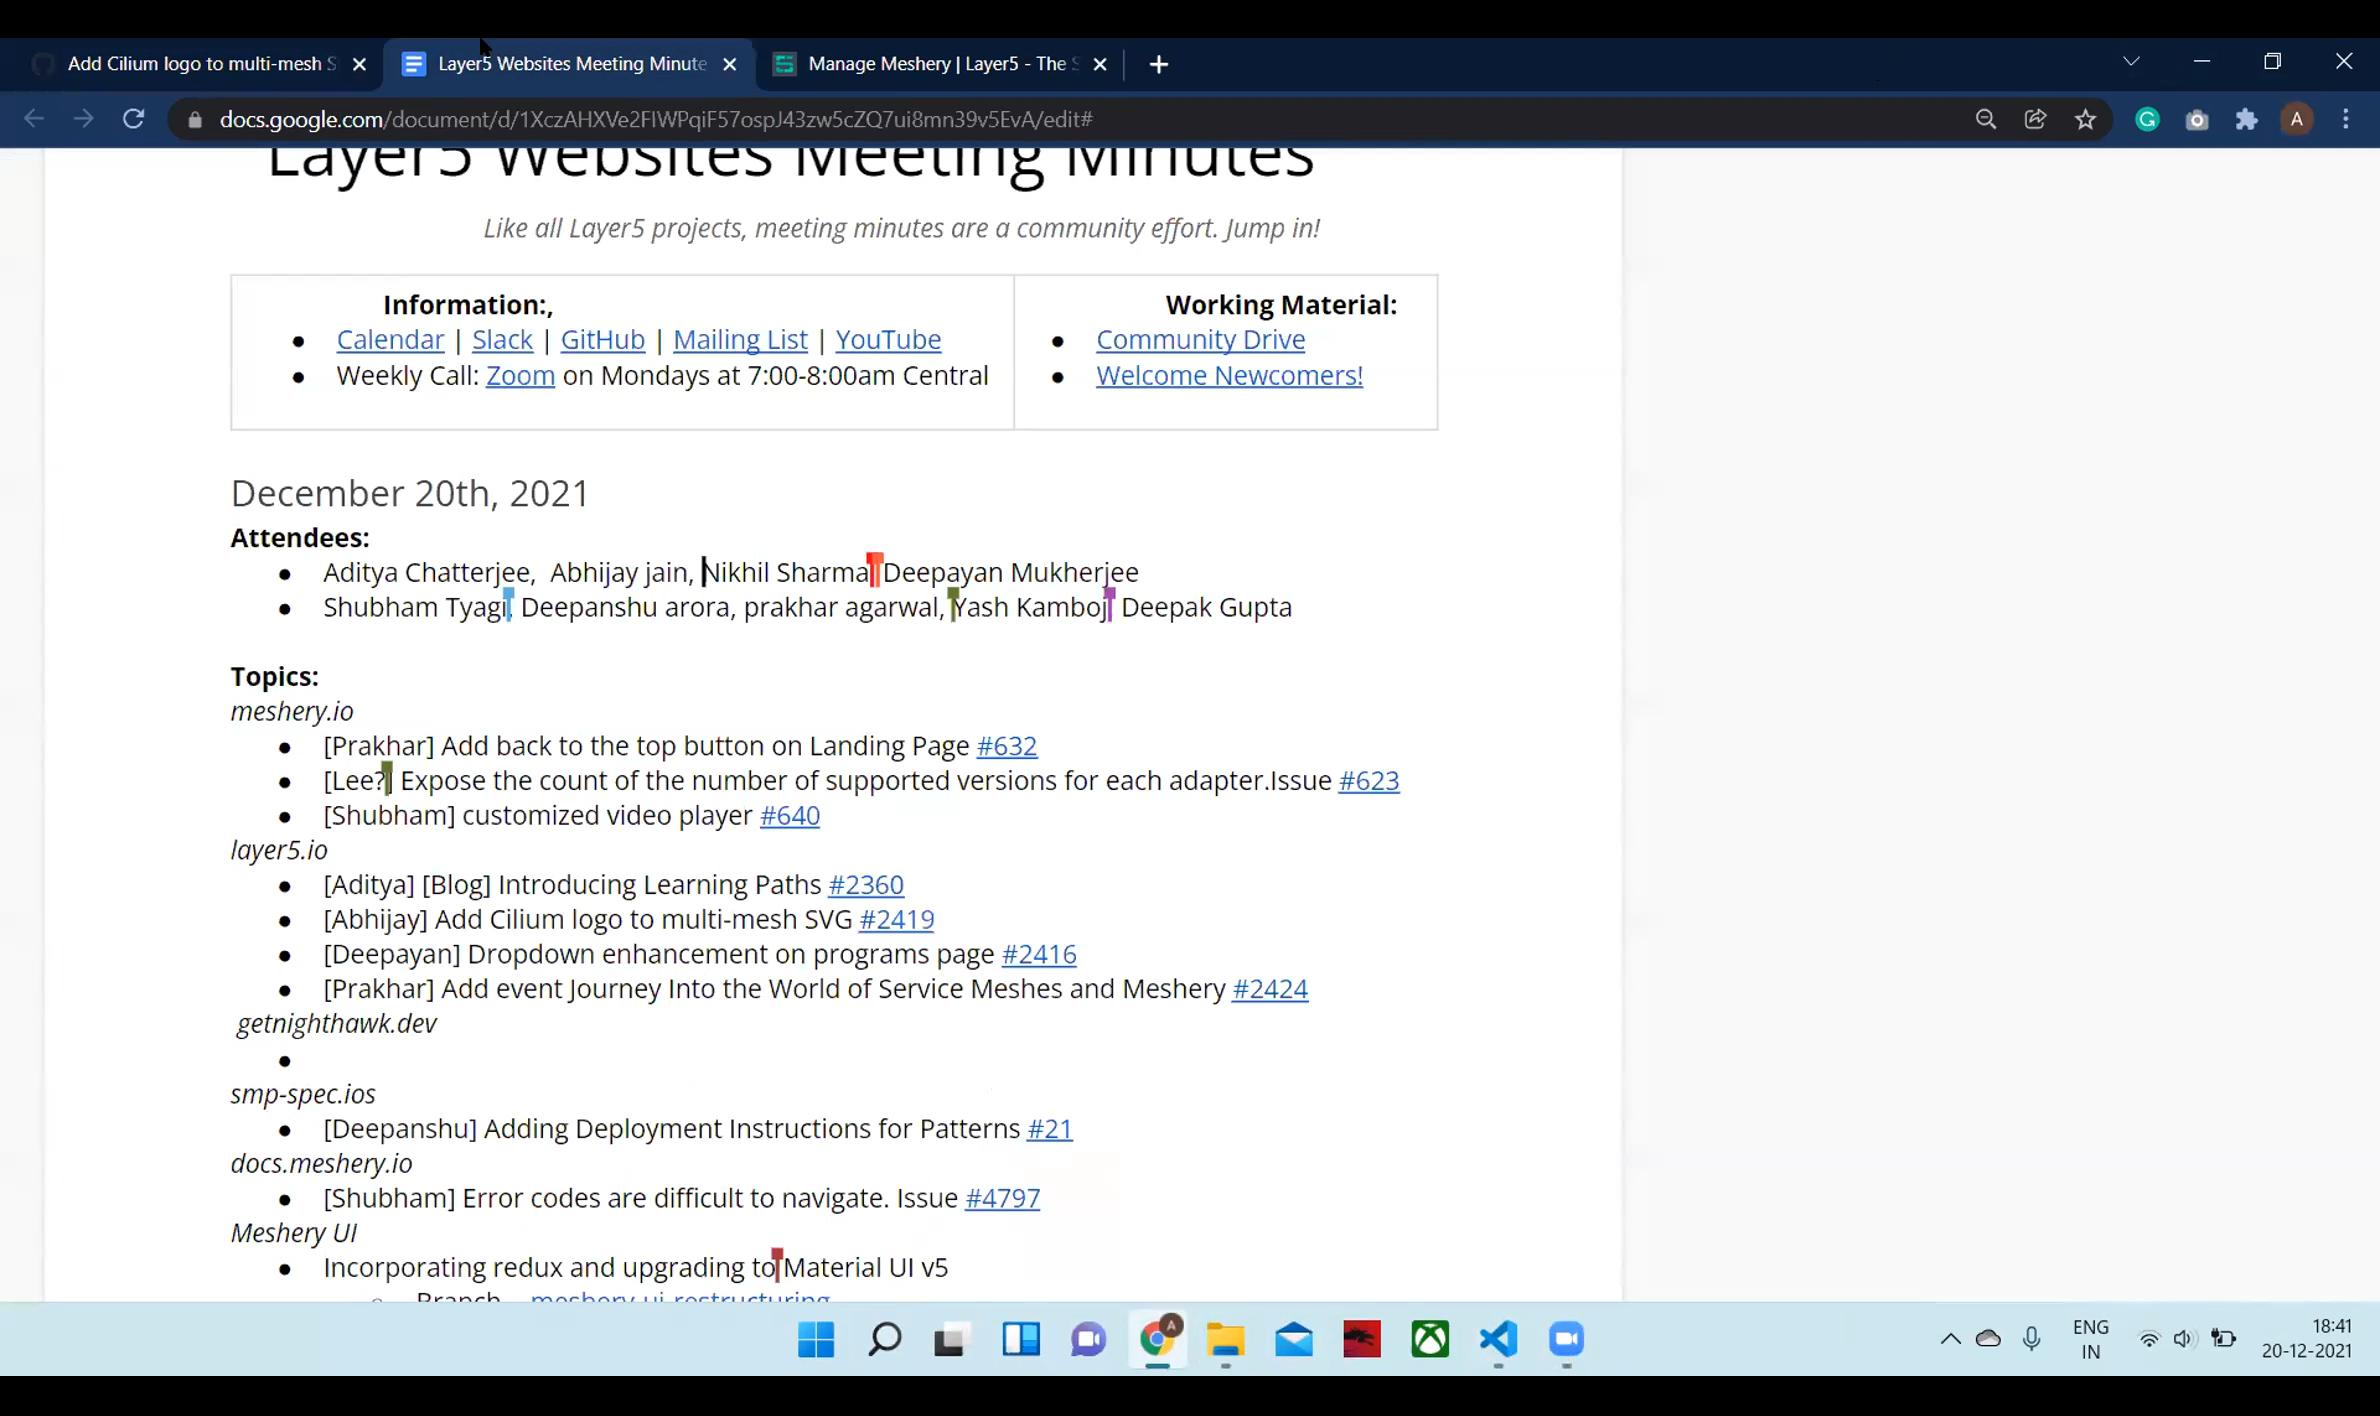 Add Cilium logo to multi-mesh S
Layer5 Websites Meeting Minute
Manage Meshery | Layer5 - The S
docs.google.com/document/d/1XczAHXVe2FIWPqiF57ospJ43zw5cZQ7ui8mn39v5EvA/edit#
A
Layer5 Websites Meeting Minutes
Like all Layer5 projects, meeting minutes are a community effort. Jump in!
Information:,
Calendar | Slack | GitHub | Mailing List | YouTube
Weekly Call: Zoom on Mondays at 7:00-8:00am Central
Working Material:
Community Drive
Welcome Newcomers!
December 20th, 2021
Attendees:
Aditya Chatterjee,  Abhijay jain, Nikhil Sharma Deepayan Mukherjee
Shubham Tyagi, Deepanshu arora, prakhar agarwal, Yash Kamboj Deepak Gupta
Topics:
meshery.io
[Prakhar] Add back to the top button on Landing Page #632
[Lee?] Expose the count of the number of supported versions for each adapter.Issue #623
[Shubham] customized video player #640
layer5.io
[Aditya] [Blog] Introducing Learning Paths #2360
[Abhijay] Add Cilium logo to multi-mesh SVG #2419
[Deepayan] Dropdown enhancement on programs page #2416
[Prakhar] Add event Journey Into the World of Service Meshes and Meshery #2424
getnighthawk.dev
smp-spec.ios
[Deepanshu] Adding Deployment Instructions for Patterns #21
docs.meshery.io
[Shubham] Error codes are difficult to navigate. Issue #4797
Meshery UI
Incorporating redux and upgrading to Material UI v5
Branch meshery-ui-restructuring
A
ENG
IN
18:41
20-12-2021